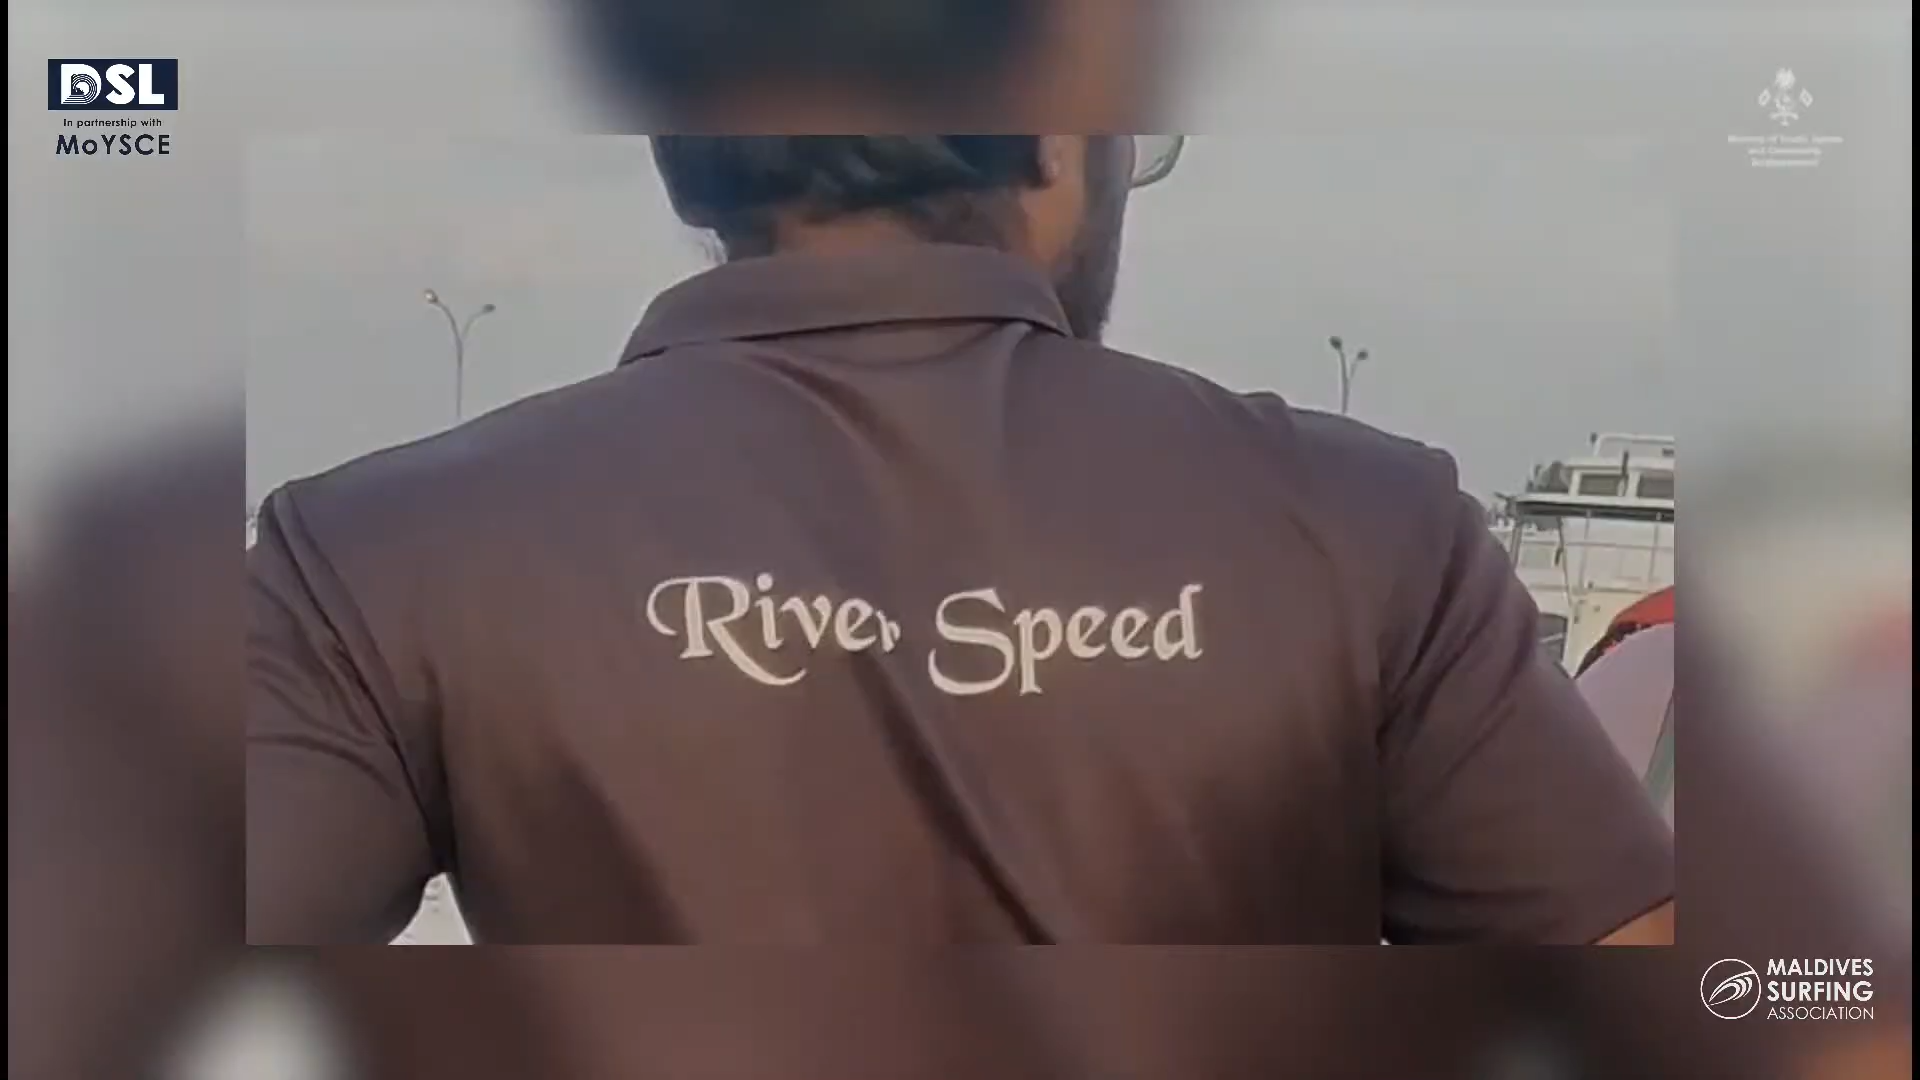 DSL
In partnership with
MoYSCE
River Speed
MALDIVES
SURFING
ASSOCIATION